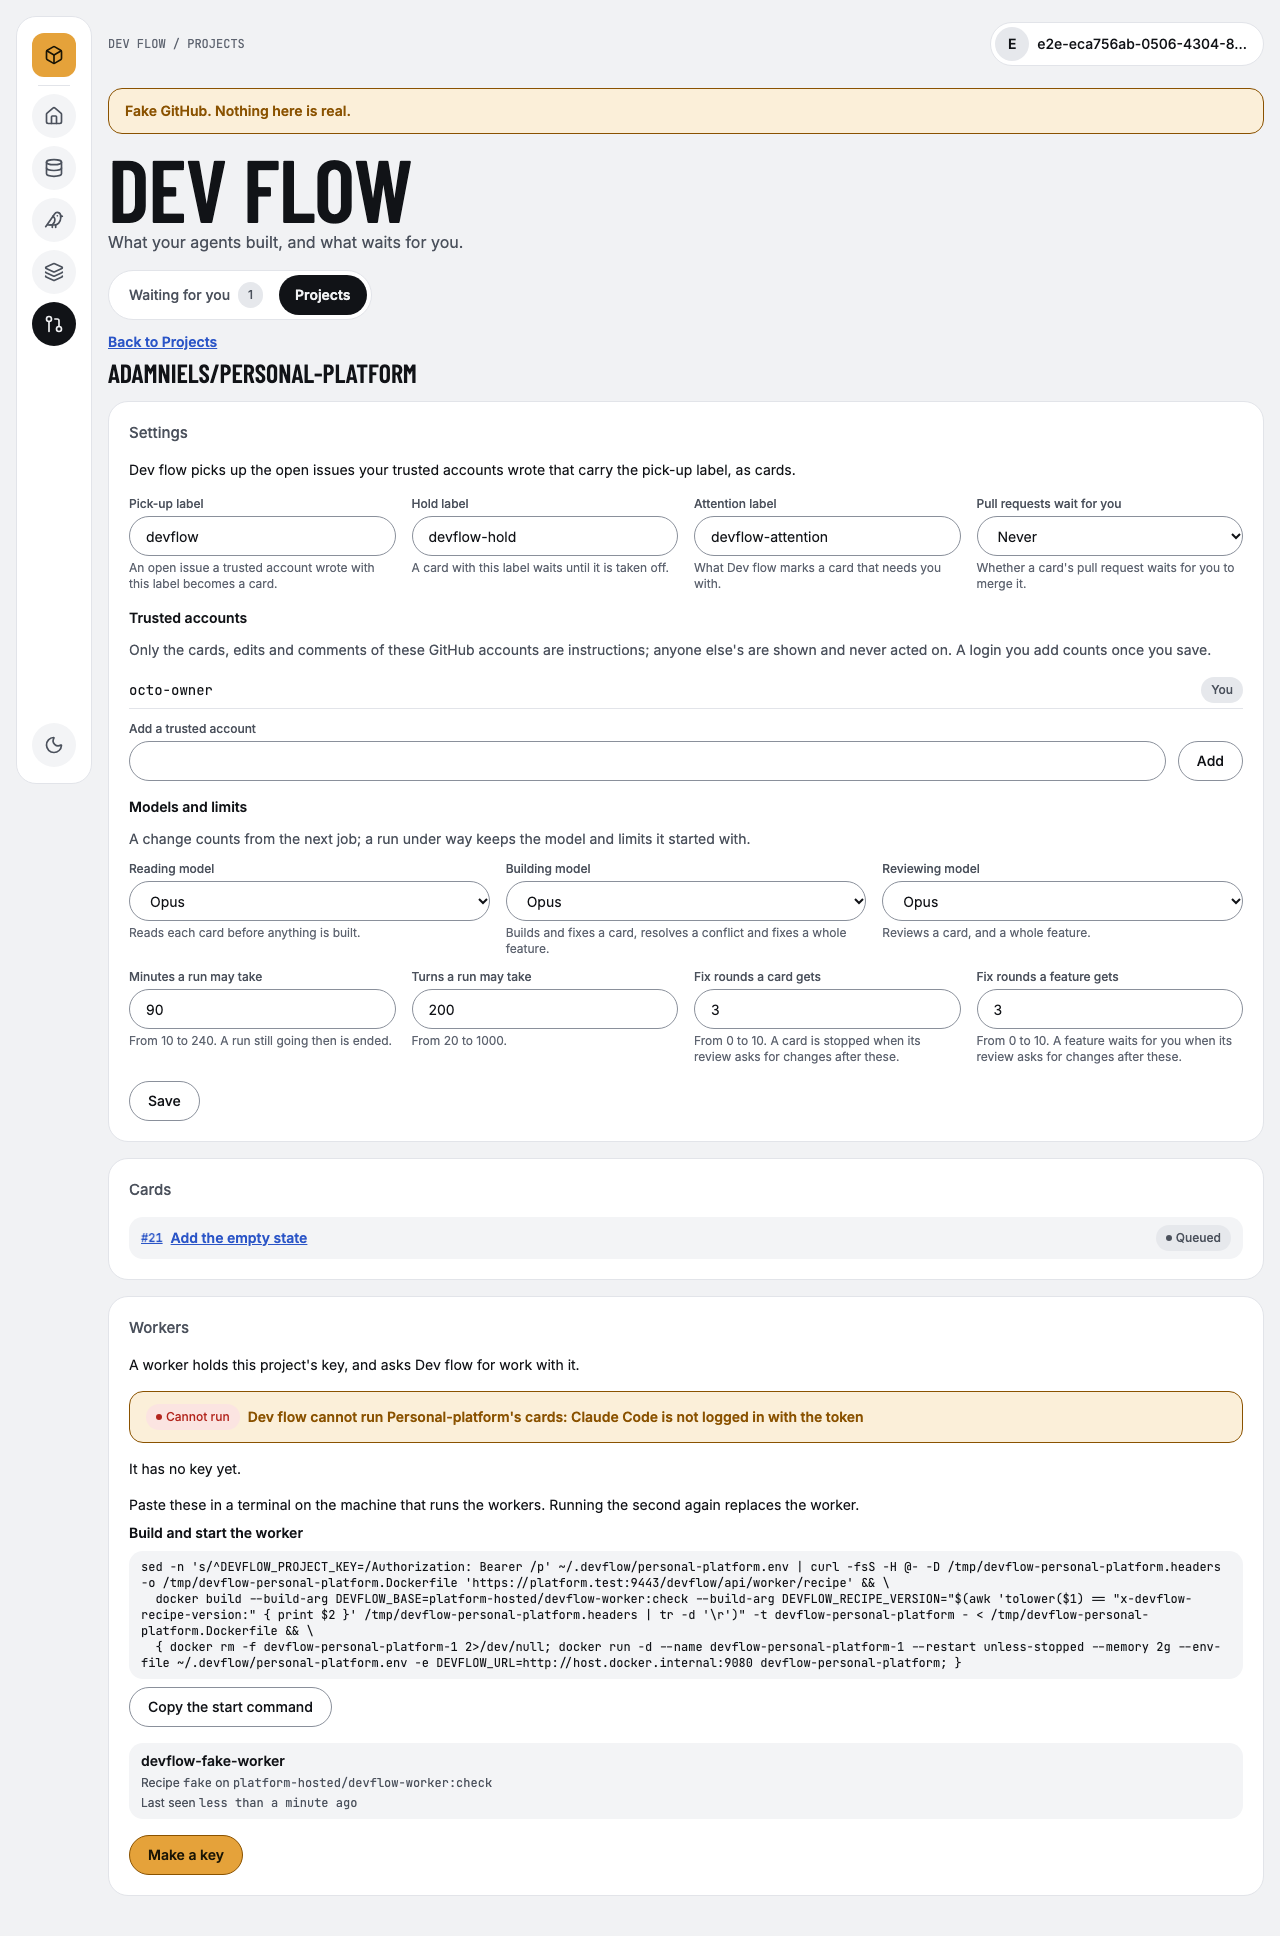 DEV FLOW / PROJECTS
E
e2e-eca756ab-0506-4304-8...
Fake GitHub. Nothing here is real.
DEV FLOW
What your agents built, and what waits for you.
Waiting for you 1
Projects
Back to Projects
ADAMNIELS/PERSONAL-PLATFORM
Settings
Dev flow picks up the open issues your trusted accounts wrote that carry the pick-up label, as cards.
Pick-up label
devflow
An open issue a trusted account wrote with
this label becomes a card.
Hold label
devflow-hold
A card with this label waits until it is taken off.
Attention label
devflow-attention
What Dev flow marks a card that needs you
with.
Pull requests wait for you
Never
Whether a card's pull request waits for you to
merge it.
Trusted accounts
Only the cards, edits and comments of these GitHub accounts are instructions; anyone else's are shown and never acted on. A login you add counts once you save.
octo-owner
You
Add a trusted account
Add
Models and limits
A change counts from the next job; a run under way keeps the model and limits it started with.
Reading model
Opus
Reads each card before anything is built.
Building model
Opus
Builds and fixes a card, resolves a conflict and fixes a whole
feature.
Reviewing model
Opus
Reviews a card, and a whole feature.
Minutes a run may take
90
From 10 to 240. A run still going then is ended.
Turns a run may take
200
From 20 to 1000.
Fix rounds a card gets
3
From 0 to 10. A card is stopped when its
review asks for changes after these.
Fix rounds a feature gets
3
From 0 to 10. A feature waits for you when its
review asks for changes after these.
Save
Cards
#21 Add the empty state
Queued
Workers
A worker holds this project's key, and asks Dev flow for work with it.
Cannot run
Dev flow cannot run Personal-platform's cards: Claude Code is not logged in with the token
It has no key yet.
Paste these in a terminal on the machine that runs the workers. Running the second again replaces the worker.
Build and start the worker
sed -n 's/^DEVFLOW_PROJECT_KEY=/Authorization: Bearer /p' ~/.devflow/personal-platform.env | curl -fsS -H @- -D /tmp/devflow-personal-platform.headers
-o /tmp/devflow-personal-platform.Dockerfile 'https://platform.test:9443/devflow/api/worker/recipe' && \
docker build --build-arg DEVFLOW_BASE=platform-hosted/devflow-worker:check --build-arg DEVFLOW_RECIPE_VERSION="$(awk 'tolower($1) == "x-devflow-
recipe-version:" { print $2 }' /tmp/devflow-personal-platform.headers | tr -d '\r')" -t devflow-personal-platform - < /tmp/devflow-personal-
platform.Dockerfile && \
{ docker rm -f devflow-personal-platform-1 2>/dev/null; docker run -d --name devflow-personal-platform-1 --restart unless-stopped --memory 2g --env-
file ~/.devflow/personal-platform.env -e DEVFLOW_URL=http://host.docker.internal:9080 devflow-personal-platform; }
Copy the start command
devflow-fake-worker
Recipe fake on platform-hosted/devflow-worker:check
Last seen less than a minute ago
Make a key